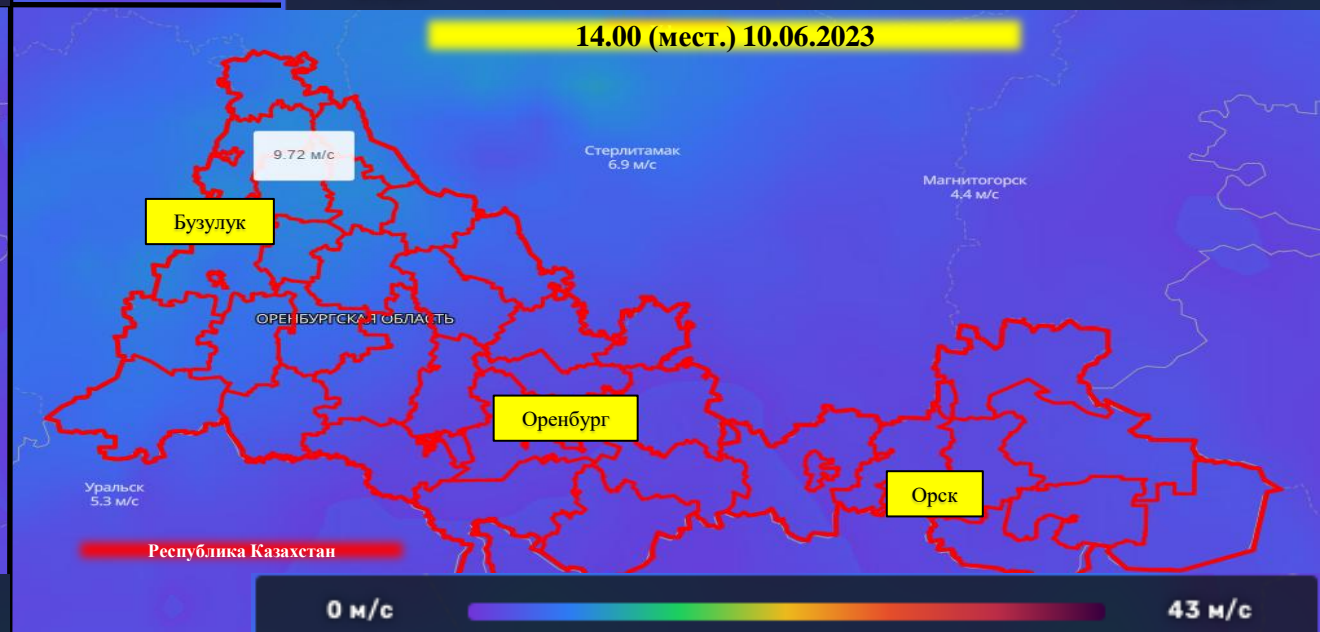 14.00 (мест.) 10.06.2023
9.72 м/с
Стерлитамак
6.9 м/с
Магнитогорск
4.4 м/с
Бузулук
ОРЕНБУРГСКАЯ ОБЛАСТЬ
Оренбург
Орск
Уральск
5.3 м/с
Республика Казахстан
0 м/с
43 м/с